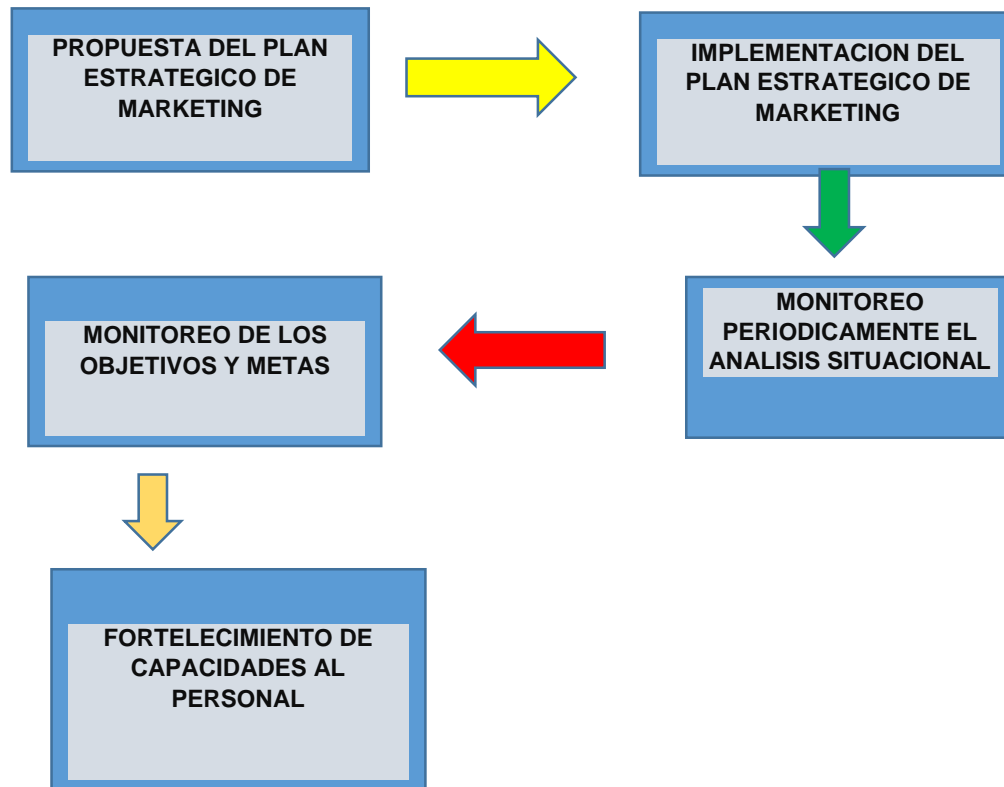 PROPUESTA DEL PLAN
ESTRATEGICO DE
MARKETING
IMPLEMENTACION DEL
PLAN ESTRATEGICO DE
MARKETING
MONITOREO
PERIODICAMENTE EL
ANALISIS SITUACIONAL
MONITOREO DE LOS
OBJETIVOS Y METAS
FORTELECIMIENTO DE
CAPACIDADES AL
PERSONAL